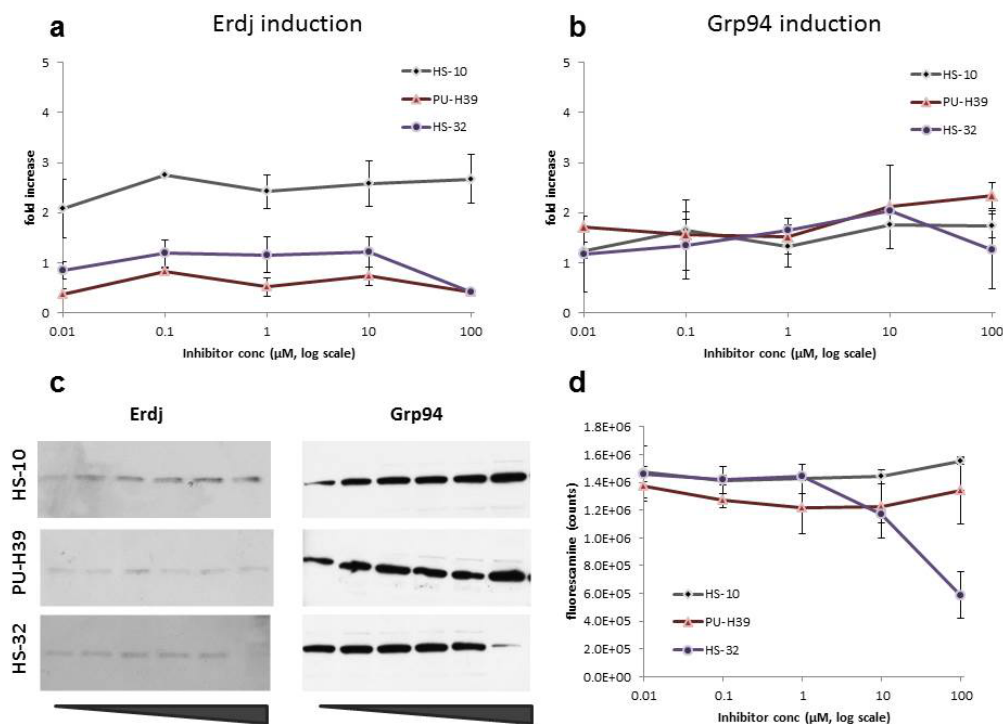 a
Erdj induction
5
4
3
2
1
0
fold increase
HS-10
PU-H39
HS-32
0.01 0.1 1 10 100
Inhibitor conc (μM, log scale)
b
Grp94 induction
5
4
3
2
1
0
fold increase
HS-10
PU-H39
HS-32
0.01 0.1 1 10 100
Inhibitor conc (μM, log scale)
c
Erdj Grp94
HS-10
PU-H39
HS-32
d
1.8E+06
1.6E+06
1.4E+06
1.2E+06
1.0E+06
8.0E+05
6.0E+05
4.0E+05
2.0E+05
0.0E+00
fluorescamine (counts)
HS-10
PU-H39
HS-32
0.01 0.1 1 10 100
Inhibitor conc (μM, log scale)